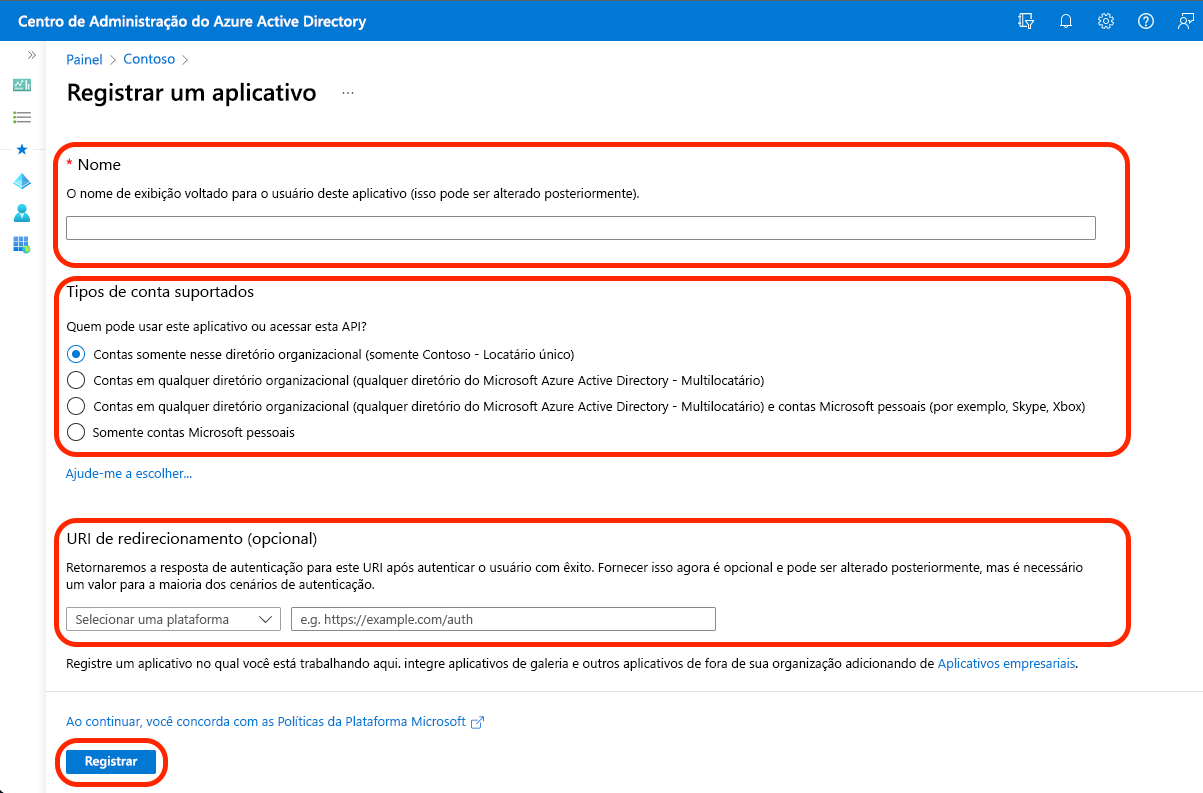 Centro de Administração do Azure Active Directory
Painel > Contoso >
Registrar um aplicativo ...
* Nome
O nome de exibição voltado para o usuário deste aplicativo (isso pode ser alterado posteriormente).
Tipos de conta suportados
Quem pode usar este aplicativo ou acessar esta API?
Contas somente nesse diretório organizacional (somente Contoso - Locatário único)
Contas em qualquer diretório organizacional (qualquer diretório do Microsoft Azure Active Directory - Multilocatário)
Contas em qualquer diretório organizacional (qualquer diretório do Microsoft Azure Active Directory - Multilocatário) e contas Microsoft pessoais (por exemplo, Skype, Xbox)
Somente contas Microsoft pessoais
Ajude-me a escolher...
URI de redirecionamento (opcional)
Retornaremos a resposta de autenticação para este URI após autenticar o usuário com êxito. Fornecer isso agora é opcional e pode ser alterado posteriormente, mas é necessário
um valor para a maioria dos cenários de autenticação.
Selecionar uma plataforma e.g. https://example.com/auth
Registre um aplicativo no qual você está trabalhando aqui. integre aplicativos de galeria e outros aplicativos de fora de sua organização adicionando de Aplicativos empresariais.
Ao continuar, você concorda com as Políticas da Plataforma Microsoft
Registrar